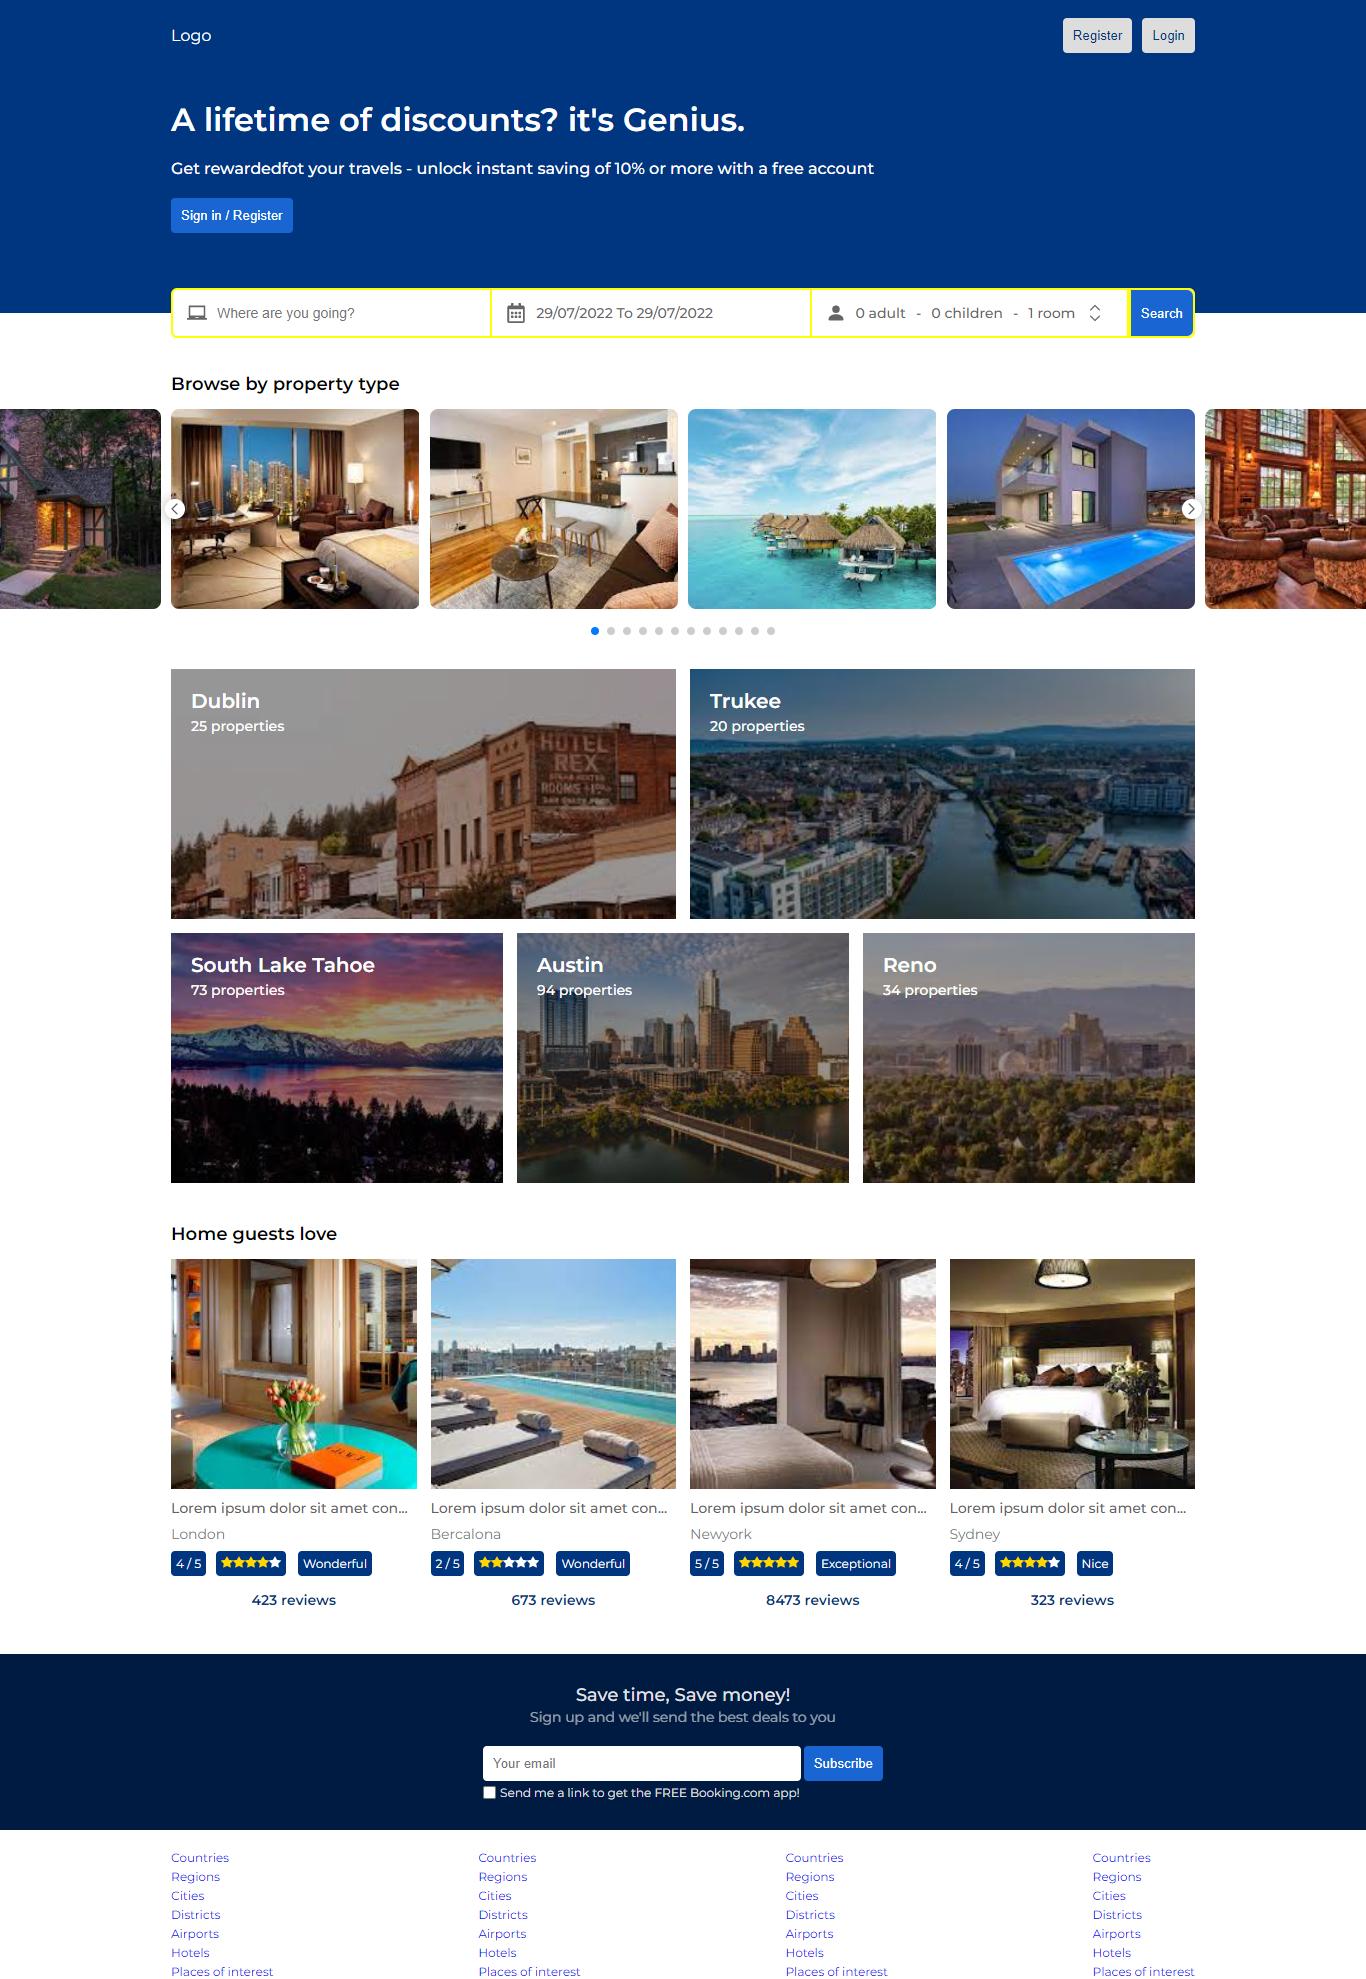 Logo
Register
Login
A lifetime of discounts? it's Genius.
Get rewardedfot your travels - unlock instant saving of 10% or more with a free account
Sign in / Register
Where are you going?
29/07/2022 To 29/07/2022
0 adult - 0 children - 1 room
Search
Browse by property type
Dublin
25 properties
HOTEL
REX
Trukee
20 properties
South Lake Tahoe
73 properties
Austin
94 properties
Reno
34 properties
Home guests love
Lorem ipsum dolor sit amet con...
London
4 / 5
Wonderful
423 reviews
Lorem ipsum dolor sit amet con...
Bercalona
2 / 5
Wonderful
673 reviews
Lorem ipsum dolor sit amet con...
Newyork
5 / 5
Exceptional
8473 reviews
Lorem ipsum dolor sit amet con...
Sydney
4 / 5
Nice
323 reviews
Save time, Save money!
Sign up and we'll send the best deals to you
Your email
Subscribe
Send me a link to get the FREE Booking.com app!
Countries
Regions
Cities
Districts
Airports
Hotels
Places of interest
Countries
Regions
Cities
Districts
Airports
Hotels
Places of interest
Countries
Regions
Cities
Districts
Airports
Hotels
Places of interest
Countries
Regions
Cities
Districts
Airports
Hotels
Places of interest